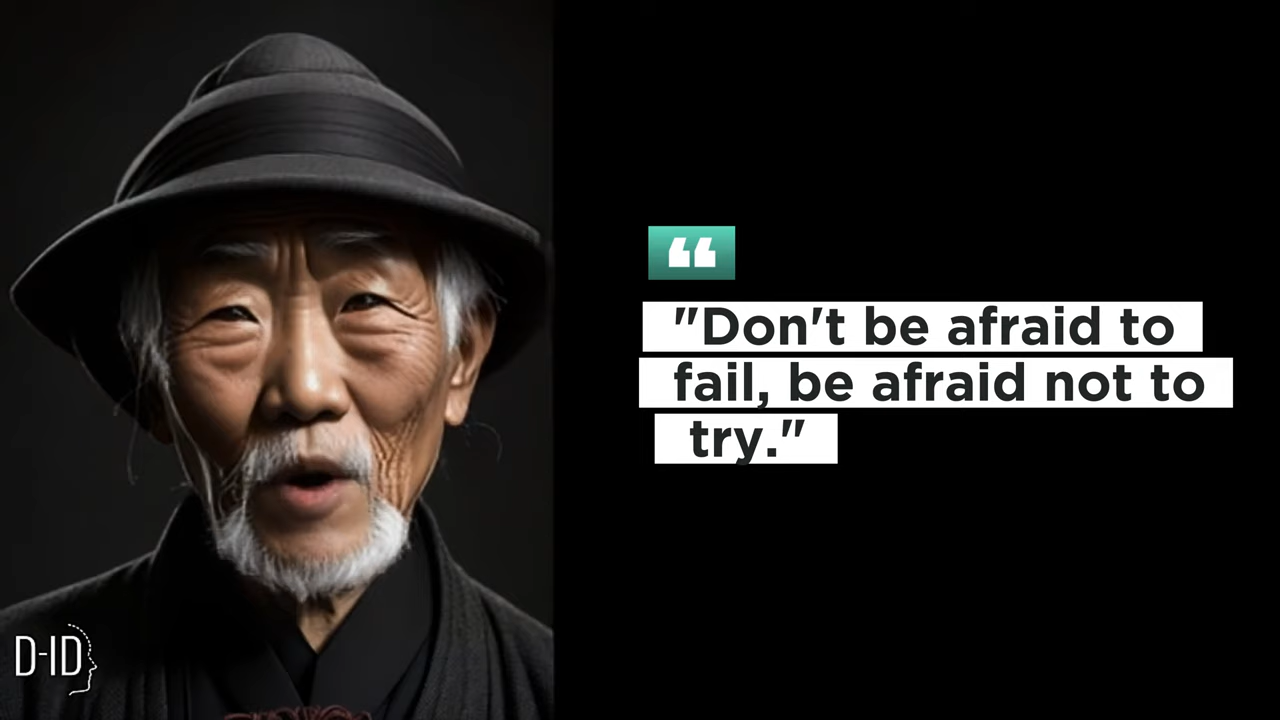 "Don't be afraid to
fail, be afraid not to
try."
D-ID